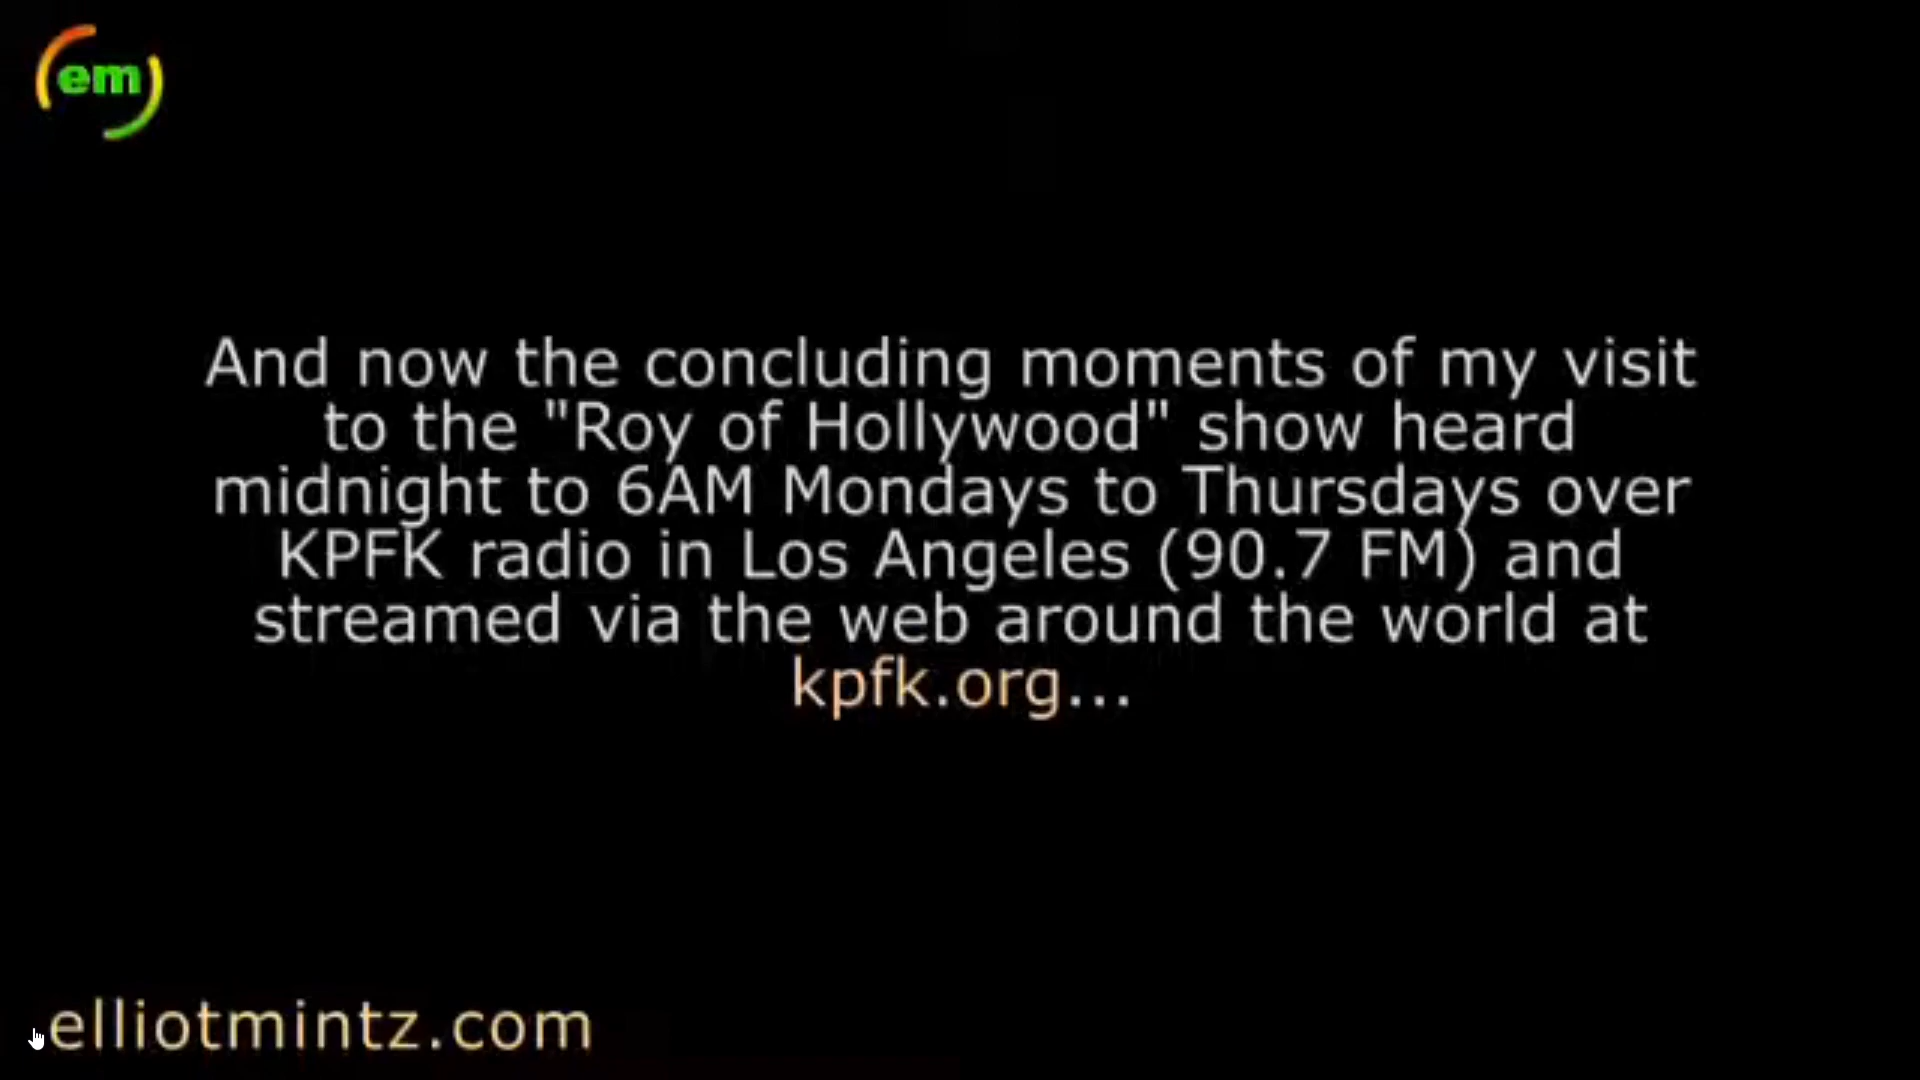 em
And now the concluding moments of my visit
to the "Roy of Hollywood" show heard
midnight to 6AM Mondays to Thursdays over
KPFK radio in Los Angeles (90.7 FM) and
streamed via the web around the world at
kpfk.org...
elliotmintz.com